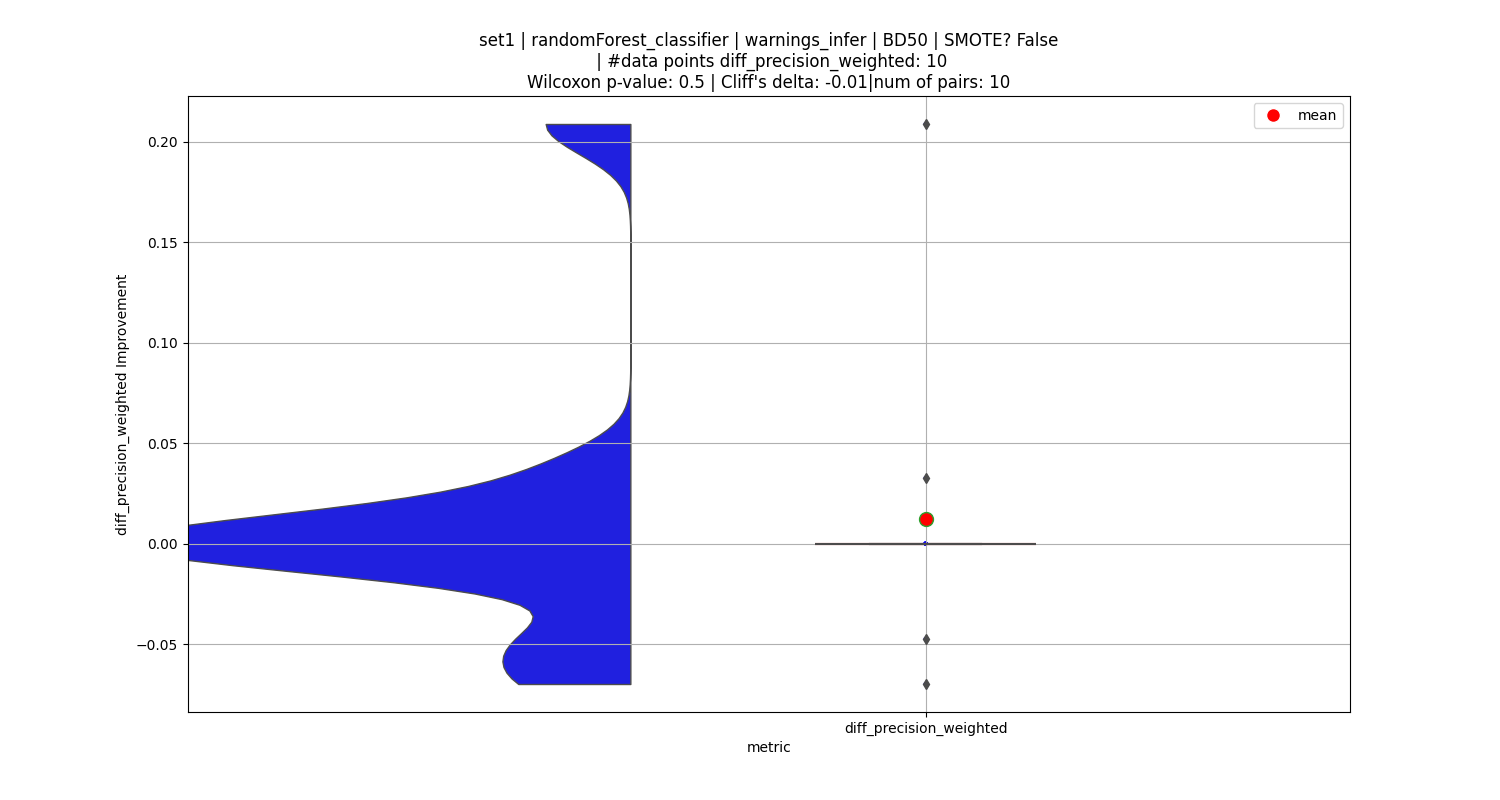 set1 | randomForest_classifier | warnings_infer | BD50 | SMOTE? False
| #data points diff_precision_weighted: 10
Wilcoxon p-value: 0.5 | Cliff's delta: -0.01|num of pairs: 10
mean
0.20
0.15
0.10
0.05
0.00
−0.05
diff_precision_weighted Improvement
diff_precision_weighted
metric